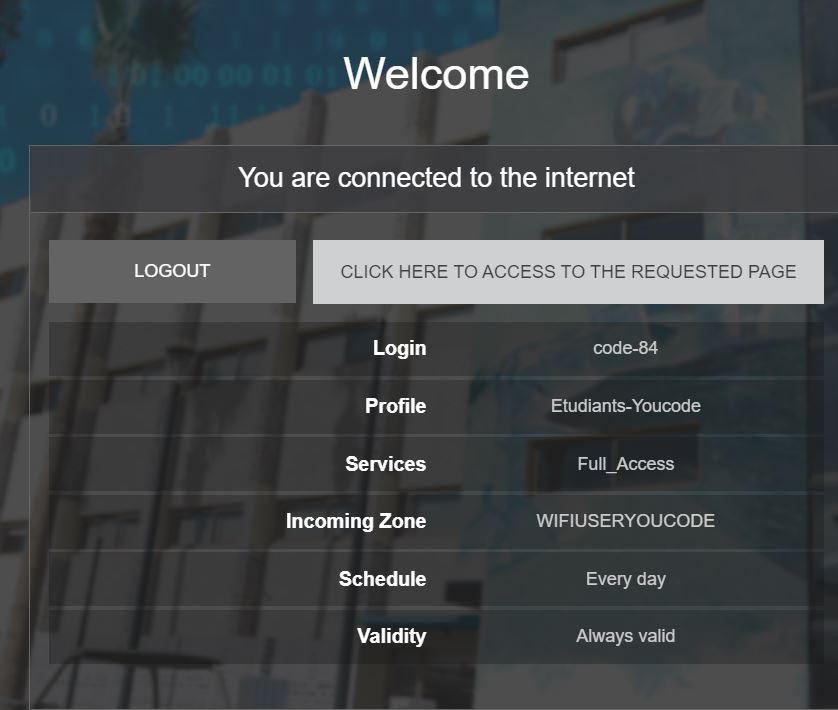 Welcome
You are connected to the internet
LOGOUT CLICK HERE TO ACCESS TO THE REQUESTED PAGE
Login code-84
Profile Etudiants-Youcode
Services Full_Access
Incoming Zone WIFIUSERYOUCODE
Schedule Every day
Validity Always valid